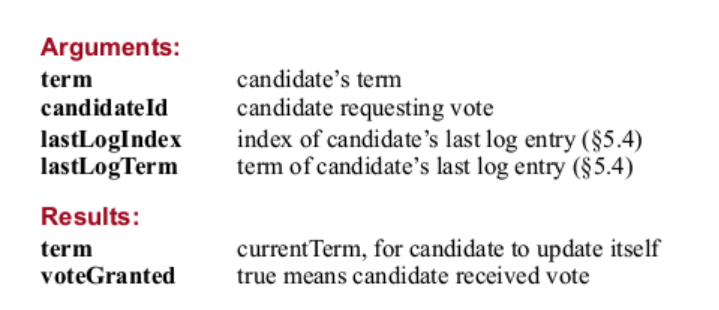 Arguments:
term candidate’s term
candidateId candidate requesting vote
lastLogIndex index of candidate’s last log entry (§5.4)
lastLogTerm term of candidate’s last log entry (§5.4)
Results:
term currentTerm, for candidate to update itself
voteGranted true means candidate received vote